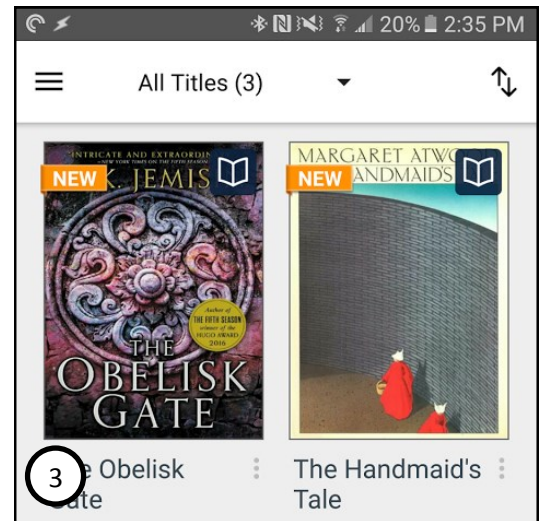 20% 2:35 PM
All Titles (3)
INTRICATE AND EXTRAORDIN
NEW K. JEMIS
Author of
THE FIFTH SEASON
winner of the
HUGO AWARD
2016
THE
OBELISK
GATE
MARGARET ATWO
NEW ANDMAID'S
3 e Obelisk
ate
The Handmaid's
Tale